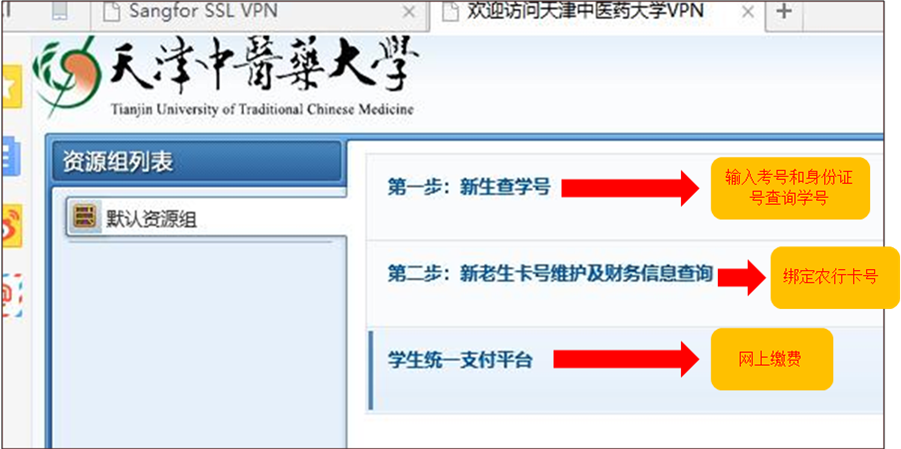 Sangfor SSL VPN
欢迎访问天津中医药大学VPN
天津中醫藥大學
Tianjin University of Traditional Chinese Medicine
资源组列表
默认资源组
第一步：新生查学号
输入考号和身份证
号查询学号
第二步：新老生卡号维护及财务信息查询
绑定农行卡号
学生统一支付平台
网上缴费